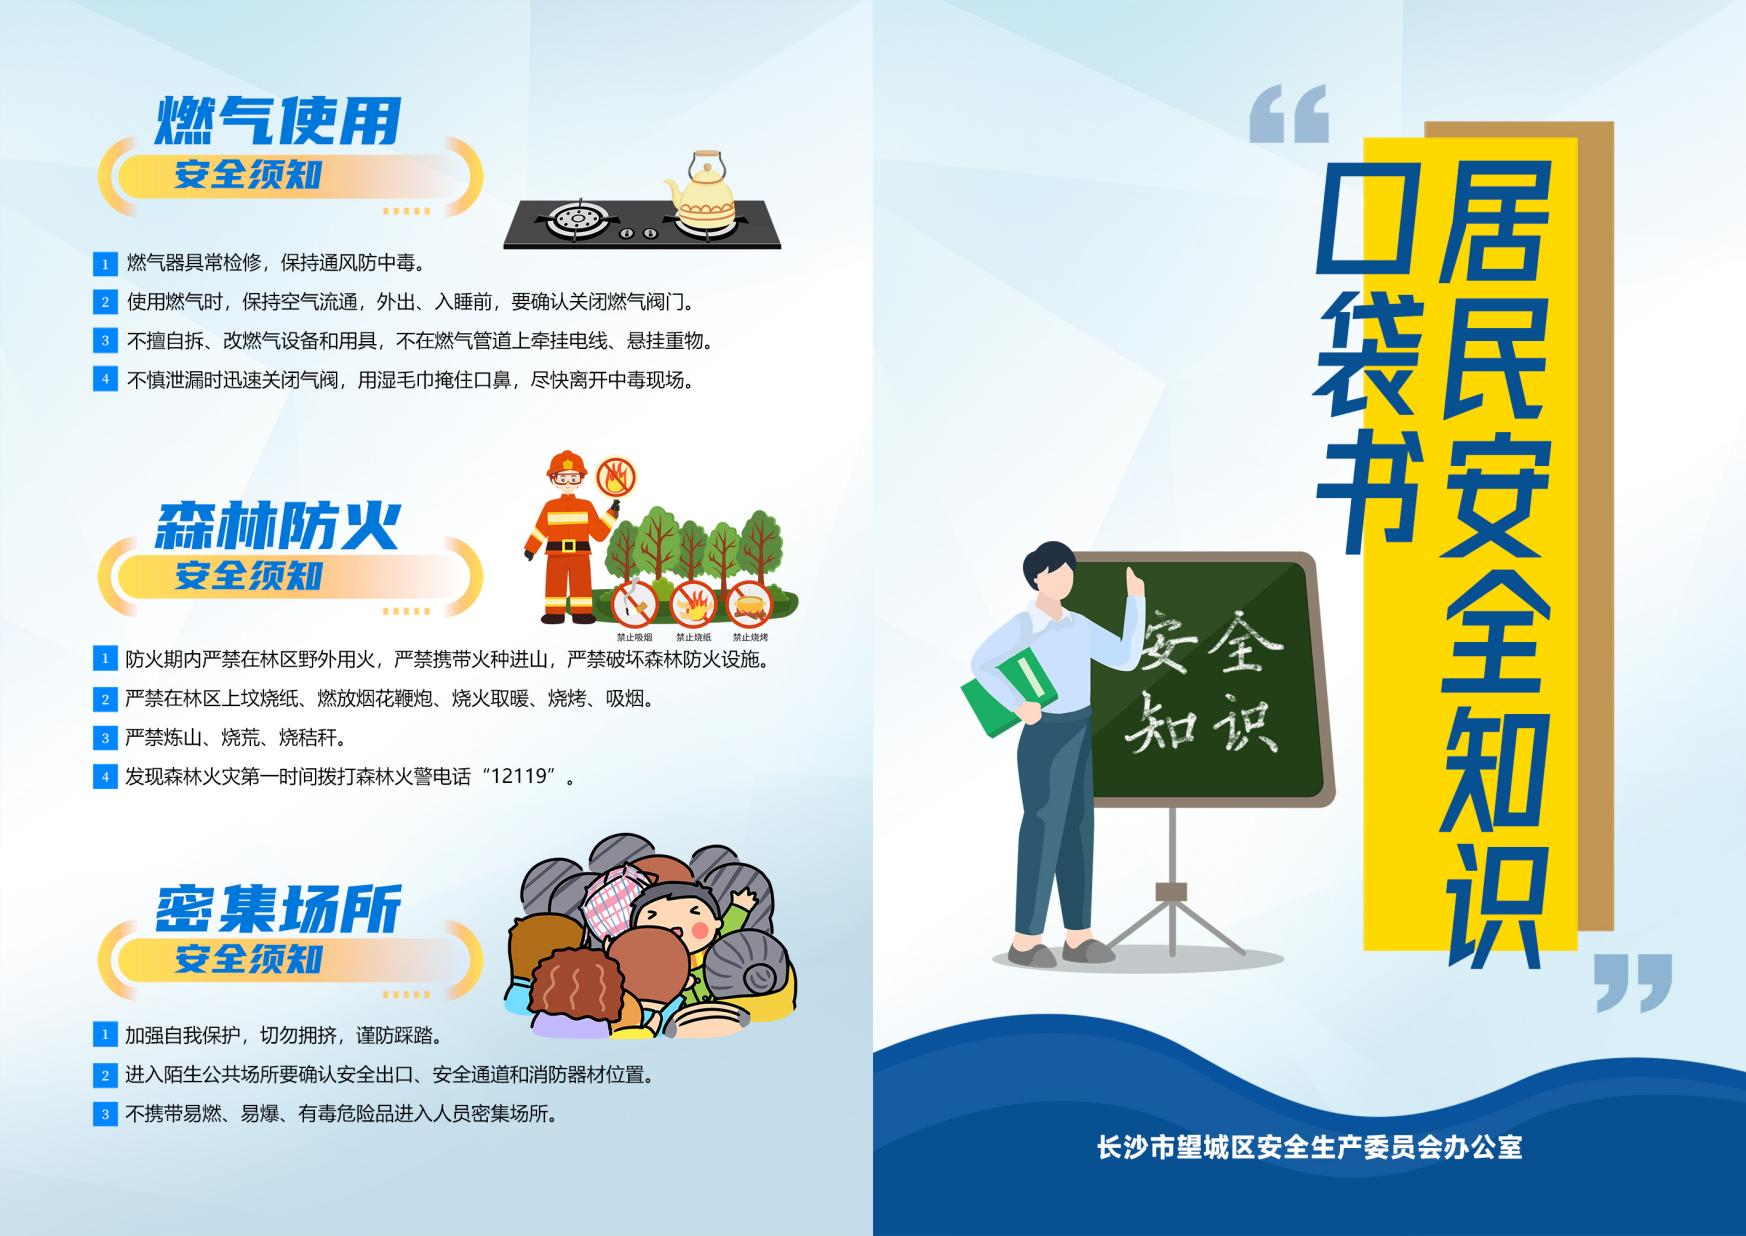 燃气使用
安全须知
1 燃气器具常检修，保持通风防中毒。
2 使用燃气时，保持空气流通，外出、入睡前，要确认关闭燃气阀门。
3 不擅自拆、改燃气设备和用具，不在燃气管道上牵挂电线、悬挂重物。
4 不慎泄漏时迅速关闭气阀，用湿毛巾掩住口鼻，尽快离开中毒现场。
森林防火
安全须知
禁止吸烟 禁止烧纸 禁止烧烤
1 防火期内严禁在林区野外用火，严禁携带火种进山，严禁破坏森林防火设施。
2 严禁在林区上坟烧纸、燃放烟花鞭炮、烧火取暖、烧烤、吸烟。
3 严禁炼山、烧荒、烧秸秆。
4 发现森林火灾第一时间拨打森林火警电话“12119”。
密集场所
安全须知
1 加强自我保护，切勿拥挤，谨防踩踏。
2 进入陌生公共场所要确认安全出口、安全通道和消防器材位置。
3 不携带易燃、易爆、有毒危险品进入人员密集场所。
“
居民安全知识
口袋书
”
安全
知识
长沙市望城区安全生产委员会办公室